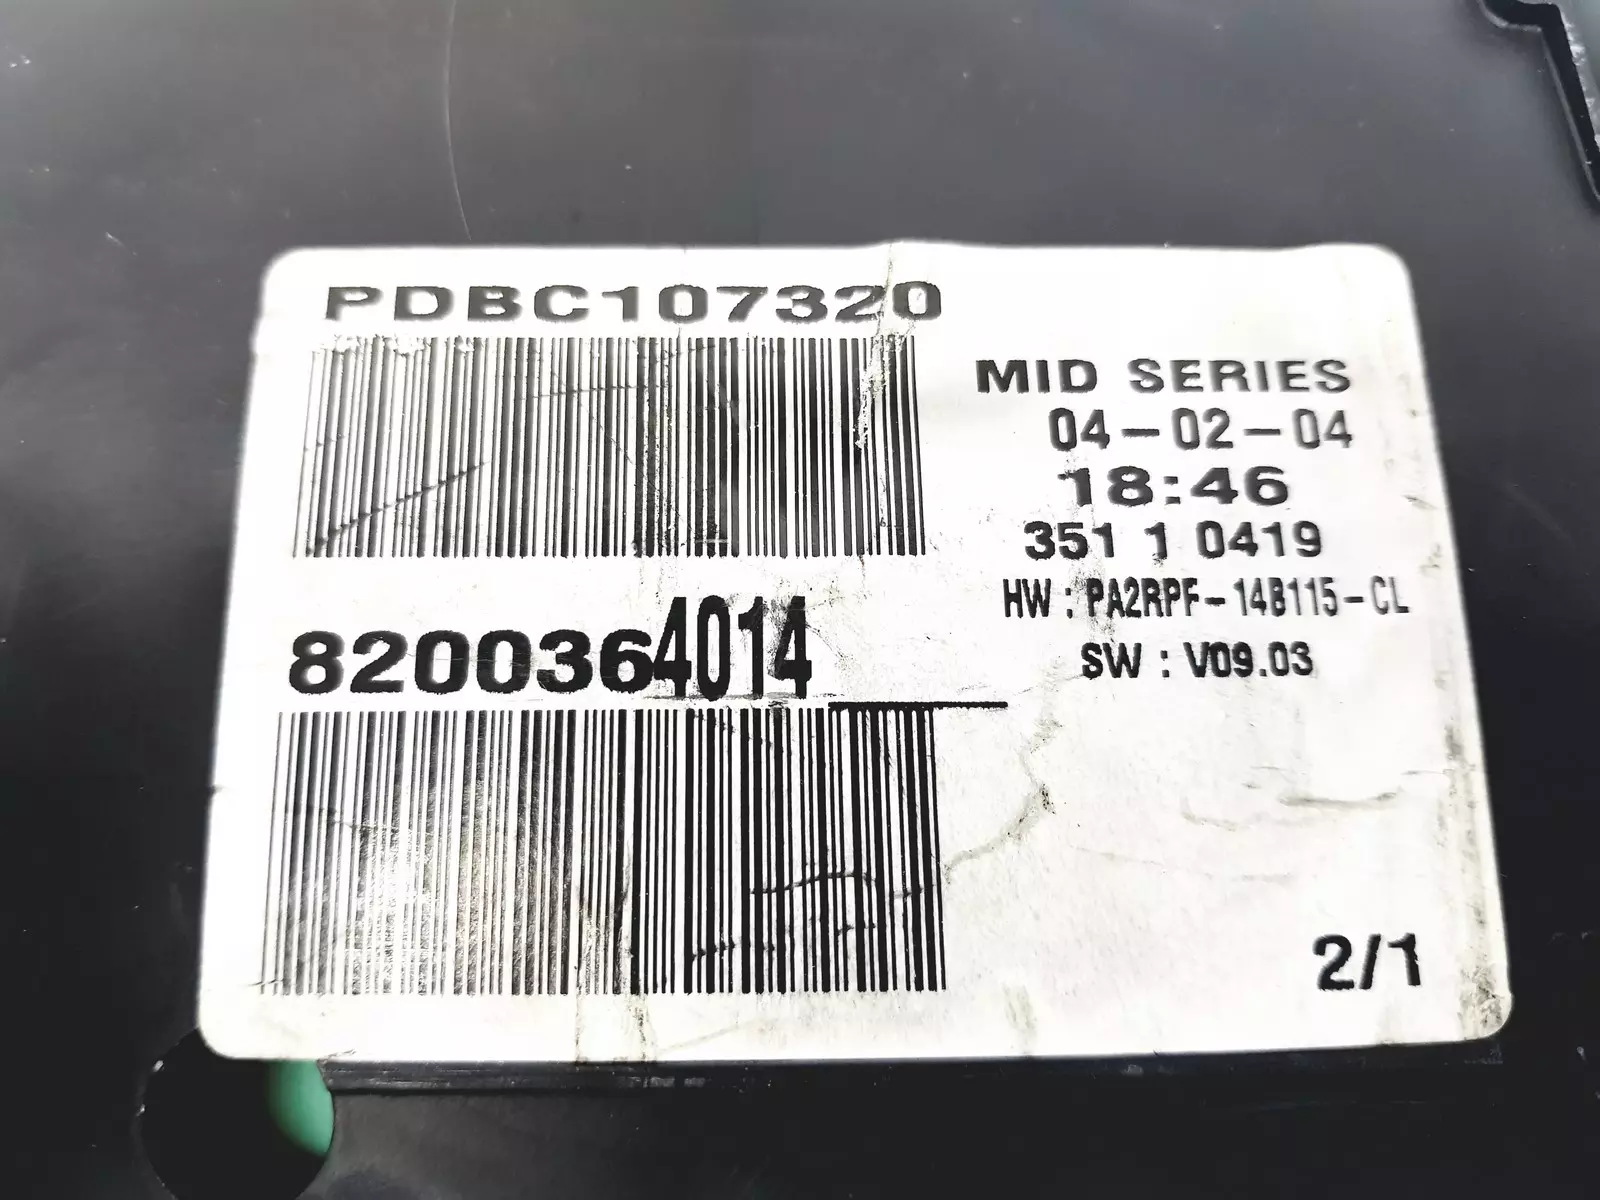 PDBC107320
MID SERIES
04-02-04
18:46
351 1 0419
HW : PA2RPF-14B115-CL
8200364014
SW : V09.03
2/1